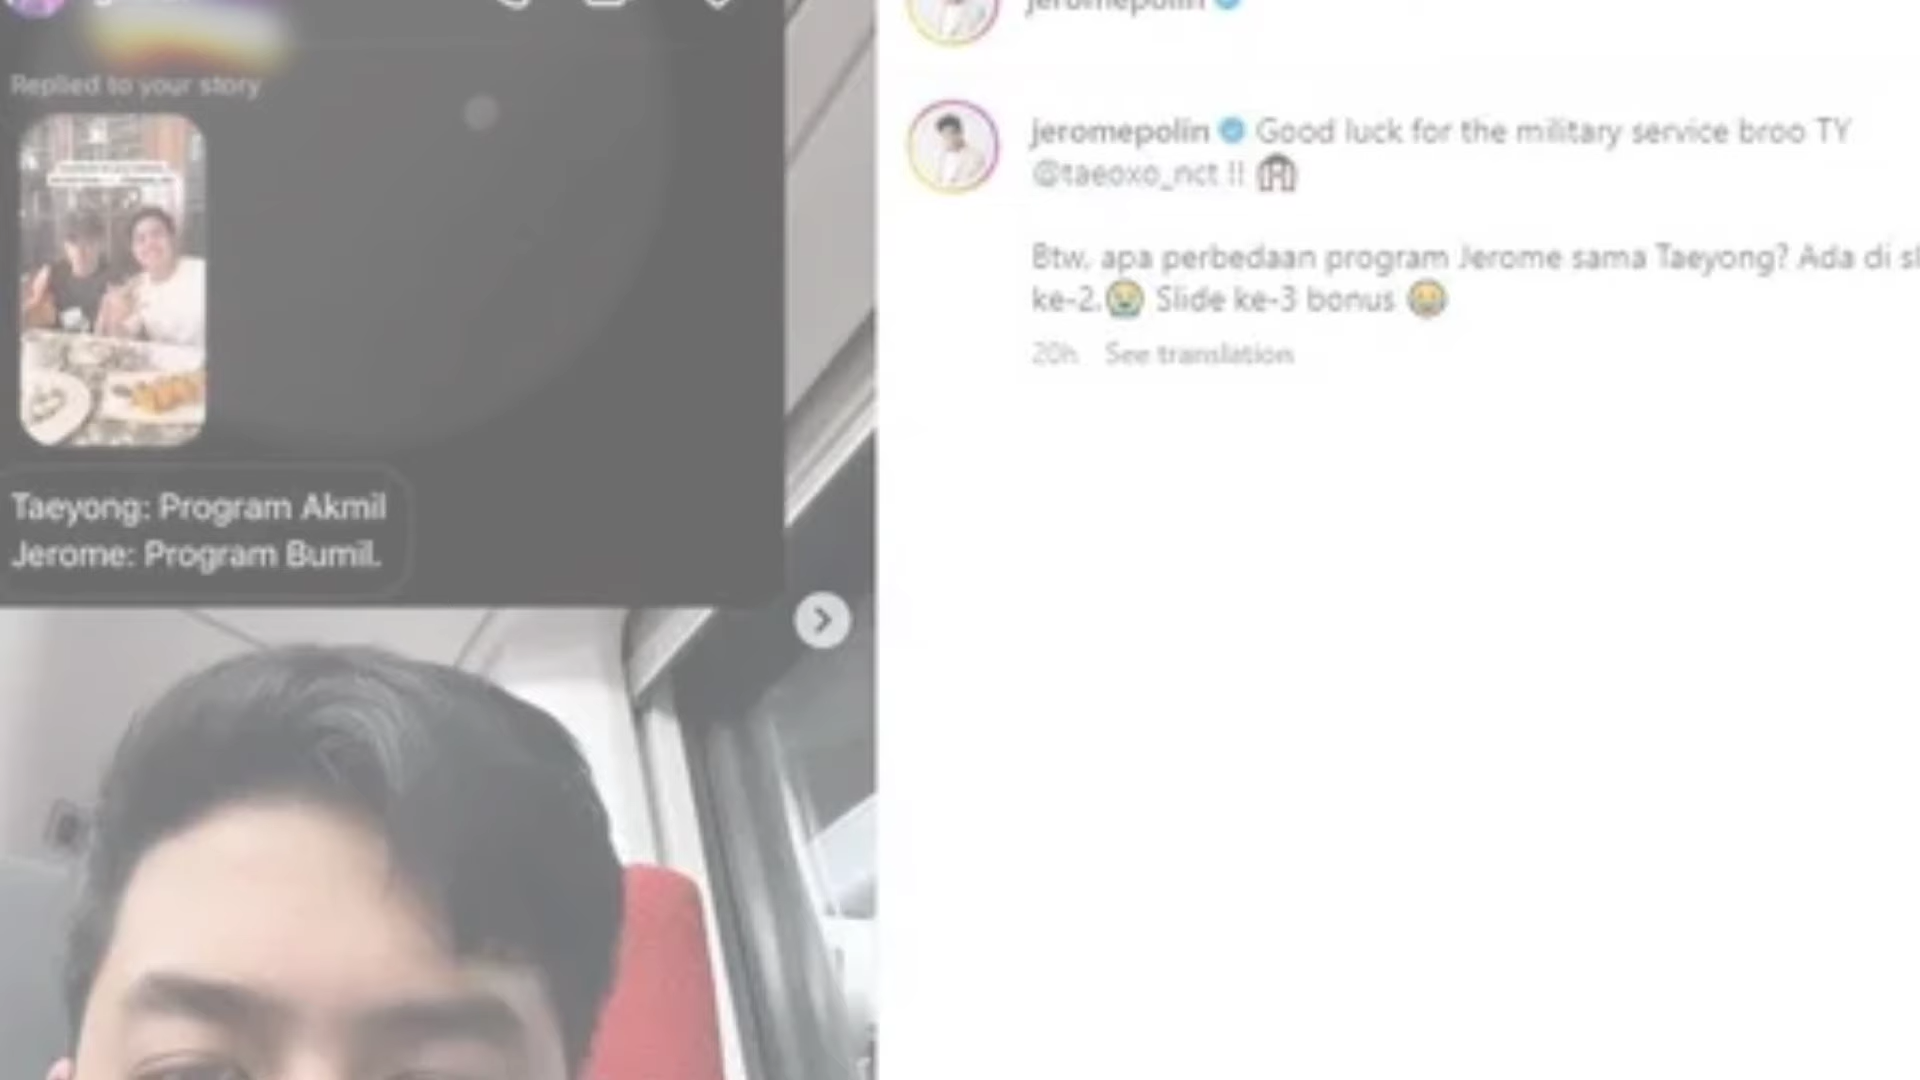 Replied to your story
Taeyong: Program Akmil
Jerome: Program Bumil.
jeromepolin
jeromepolin Good luck for the military service broo TY
@taeoxo_nct !!
Btw, apa perbedaan program Jerome sama Taeyong? Ada di
ke-2. Slide ke-3 bonus
20h See translation